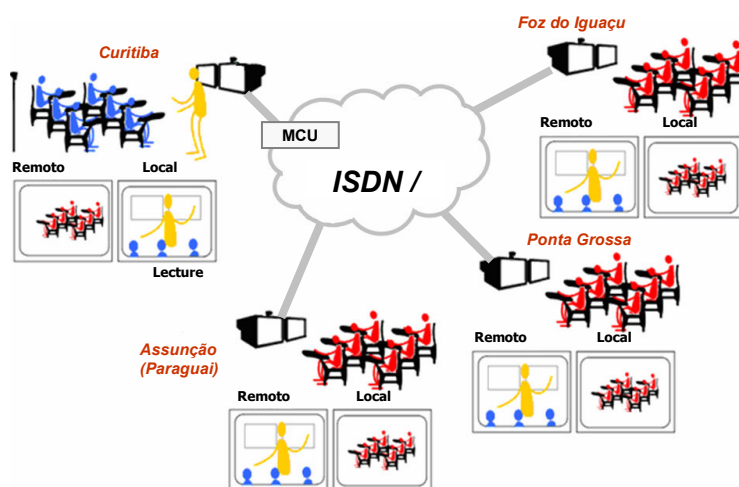 Curitiba
Remoto
Local
Lecture
MCU
ISDN /
Foz do Iguaçu
Remoto
Local
Ponta Grossa
Remoto
Local
Assunção
(Paraguai)
Remoto
Local